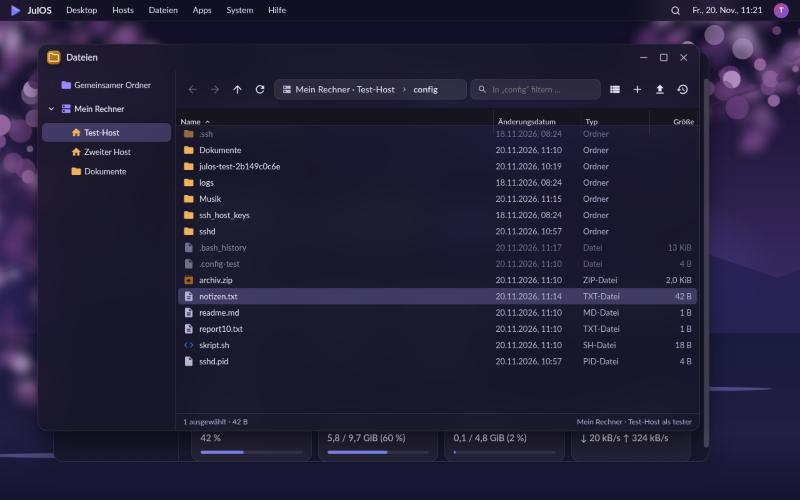 JulOS Desktop Hosts Dateien Apps System Hilfe Fr., 20. Nov., 11:21 T
Dateien
Gemeinsamer Ordner
Mein Rechner
Test-Host
Zweiter Host
Dokumente
Mein Rechner · Test-Host › config In „config“ filtern ...
Name Änderungsdatum Typ Größe
.ssh 18.11.2026, 08:24 Ordner
Dokumente 20.11.2026, 11:10 Ordner
julos-test-2b149c0c6e 20.11.2026, 10:19 Ordner
logs 18.11.2026, 08:24 Ordner
Musik 20.11.2026, 11:15 Ordner
ssh_host_keys 18.11.2026, 08:24 Ordner
sshd 20.11.2026, 10:57 Ordner
.bash_history 20.11.2026, 11:17 Datei 13 KiB
.config-test 20.11.2026, 11:10 Datei 4 B
archiv.zip 20.11.2026, 11:10 ZIP-Datei 2,0 KiB
notizen.txt 20.11.2026, 11:14 TXT-Datei 42 B
readme.md 20.11.2026, 11:10 MD-Datei 1 B
report10.txt 20.11.2026, 11:10 TXT-Datei 1 B
skript.sh 20.11.2026, 11:10 SH-Datei 18 B
sshd.pid 20.11.2026, 10:57 PID-Datei 4 B
1 ausgewählt · 42 B Mein Rechner · Test-Host als tester
42 % 5,8 / 9,7 GiB (60 %) 0,1 / 4,8 GiB (2 %) ↓ 20 kB/s ↑ 324 kB/s